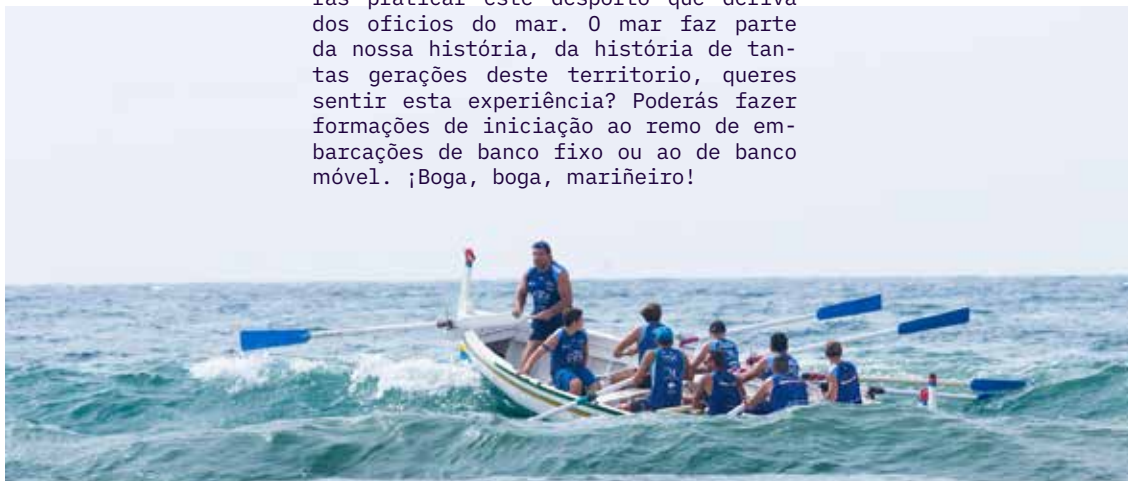 rás praticar este desporto que deriva
dos oficios do mar. O mar faz parte
da nossa história, da história de tan-
tas gerações deste territorio, queres
sentir esta experiência? Poderás fazer
formações de iniciação ao remo de em-
barcações de banco fixo ou ao de banco
móvel. ¡Boga, boga, mariñeiro!